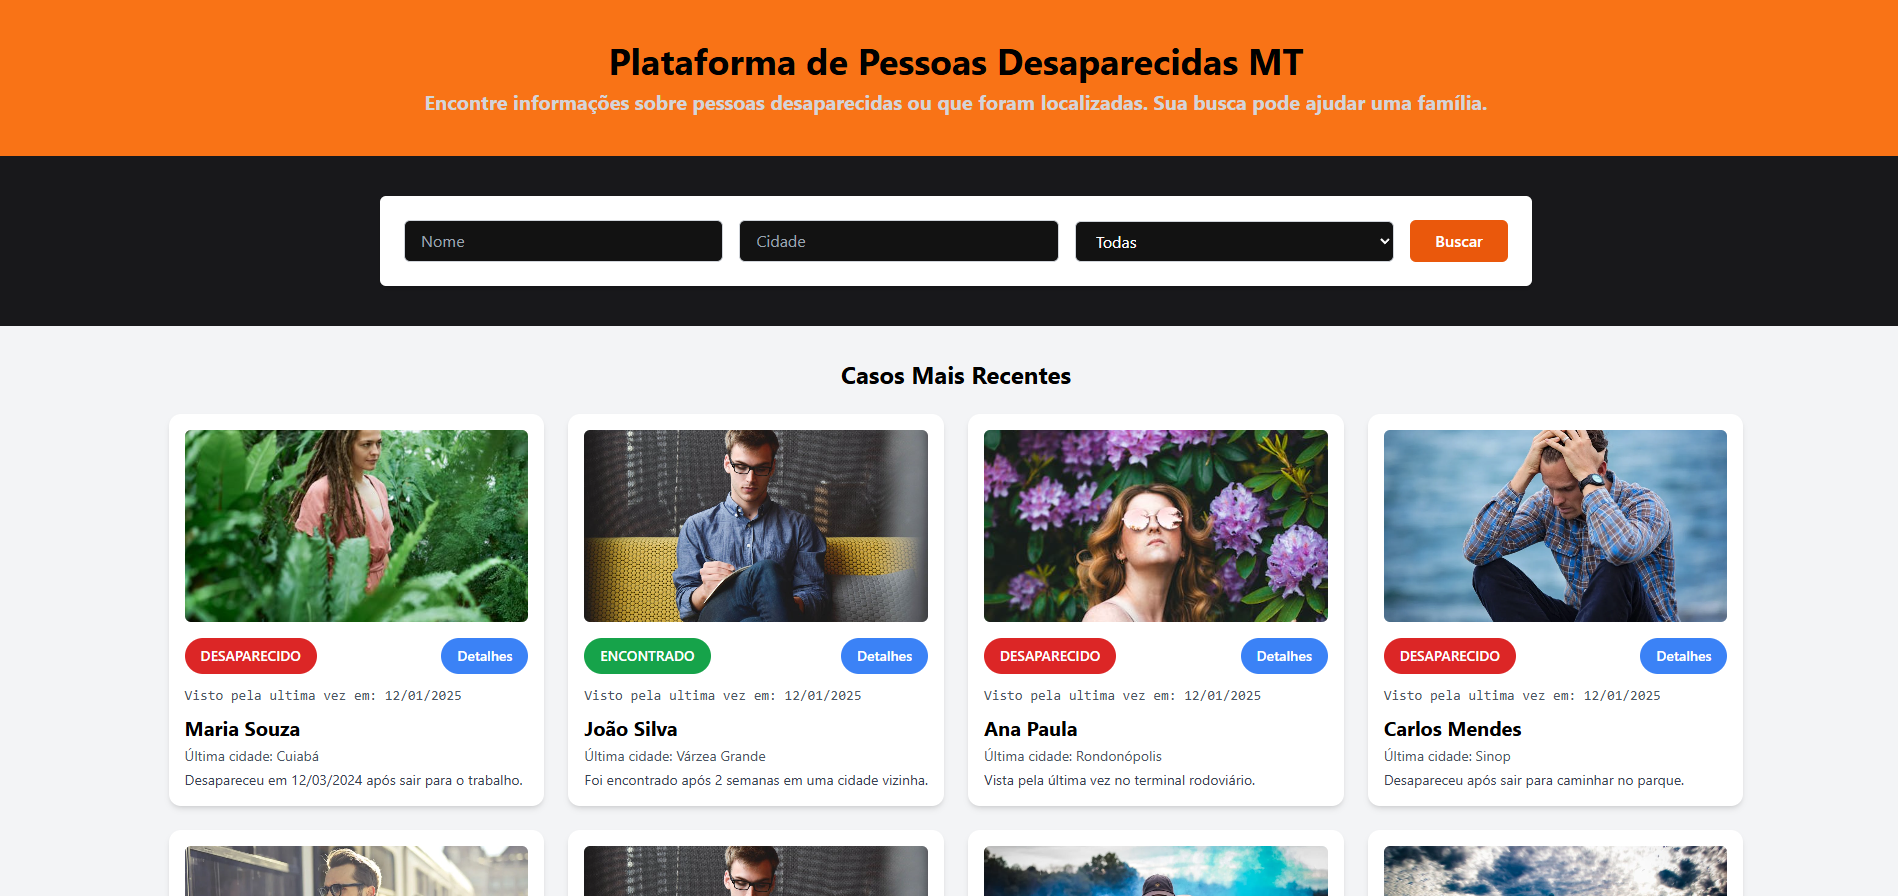 Plataforma de Pessoas Desaparecidas MT
Encontre informações sobre pessoas desaparecidas ou que foram localizadas. Sua busca pode ajudar uma família.
Nome
Cidade
Todas
Buscar
Casos Mais Recentes
DESAPARECIDO
Detalhes
Visto pela ultima vez em: 12/01/2025
Maria Souza
Última cidade: Cuiabá
Desapareceu em 12/03/2024 após sair para o trabalho.
ENCONTRADO
Detalhes
Visto pela ultima vez em: 12/01/2025
João Silva
Última cidade: Várzea Grande
Foi encontrado após 2 semanas em uma cidade vizinha.
DESAPARECIDO
Detalhes
Visto pela ultima vez em: 12/01/2025
Ana Paula
Última cidade: Rondonópolis
Vista pela última vez no terminal rodoviário.
DESAPARECIDO
Detalhes
Visto pela ultima vez em: 12/01/2025
Carlos Mendes
Última cidade: Sinop
Desapareceu após sair para caminhar no parque.